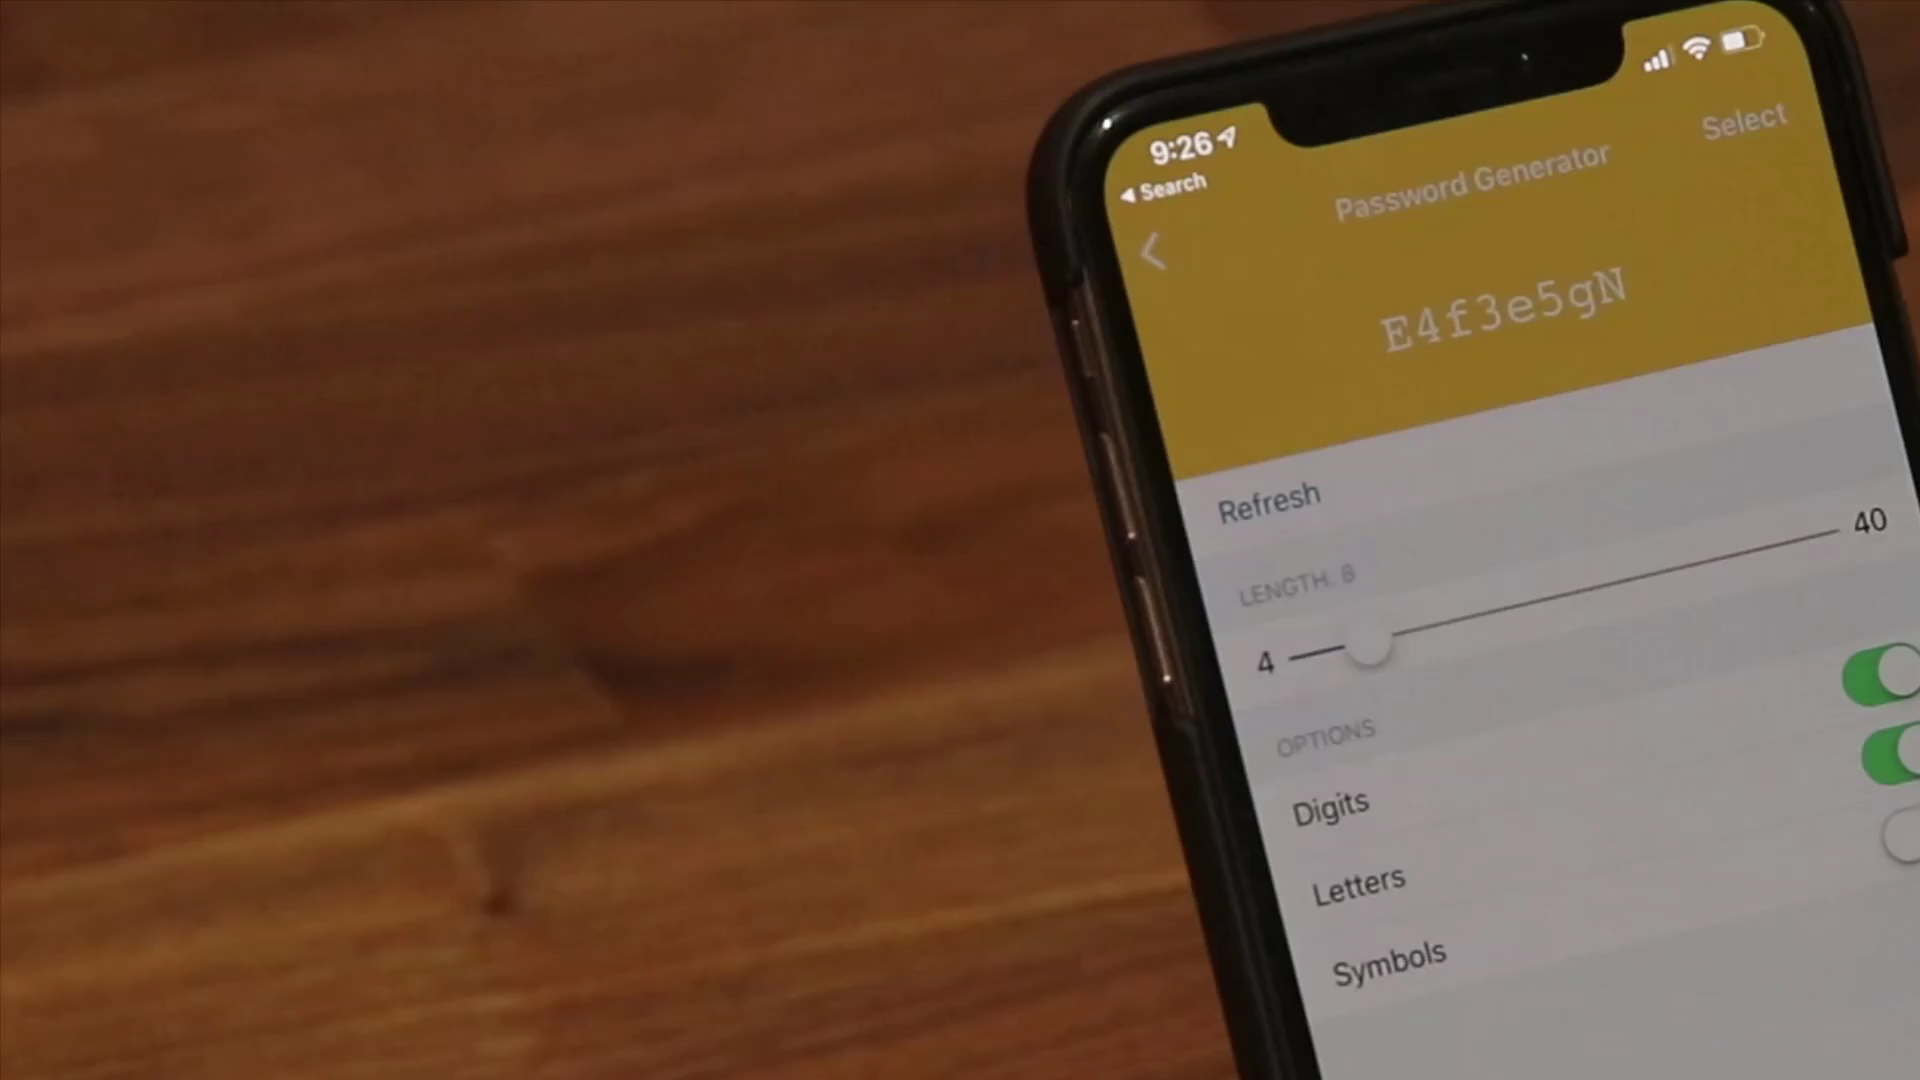 9:26
Search
Select
Password Generator
E4f3e5gN
Refresh
LENGTH: 8
4
40
OPTIONS
Digits
Letters
Symbols